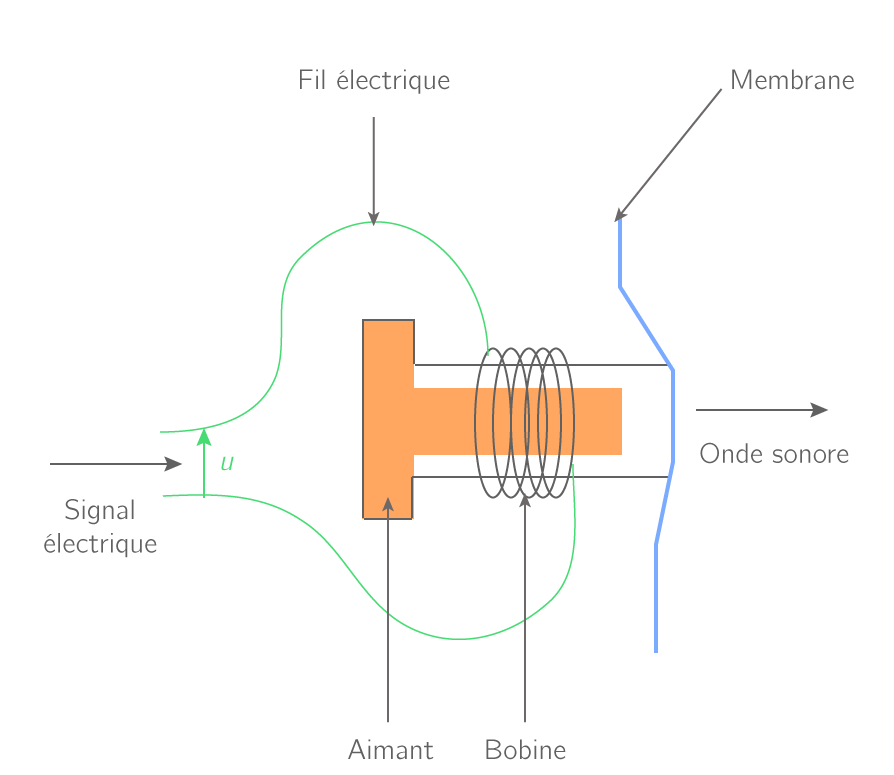 Fil électrique
Membrane
u
Onde sonore
Signal
électrique
Aimant
Bobine